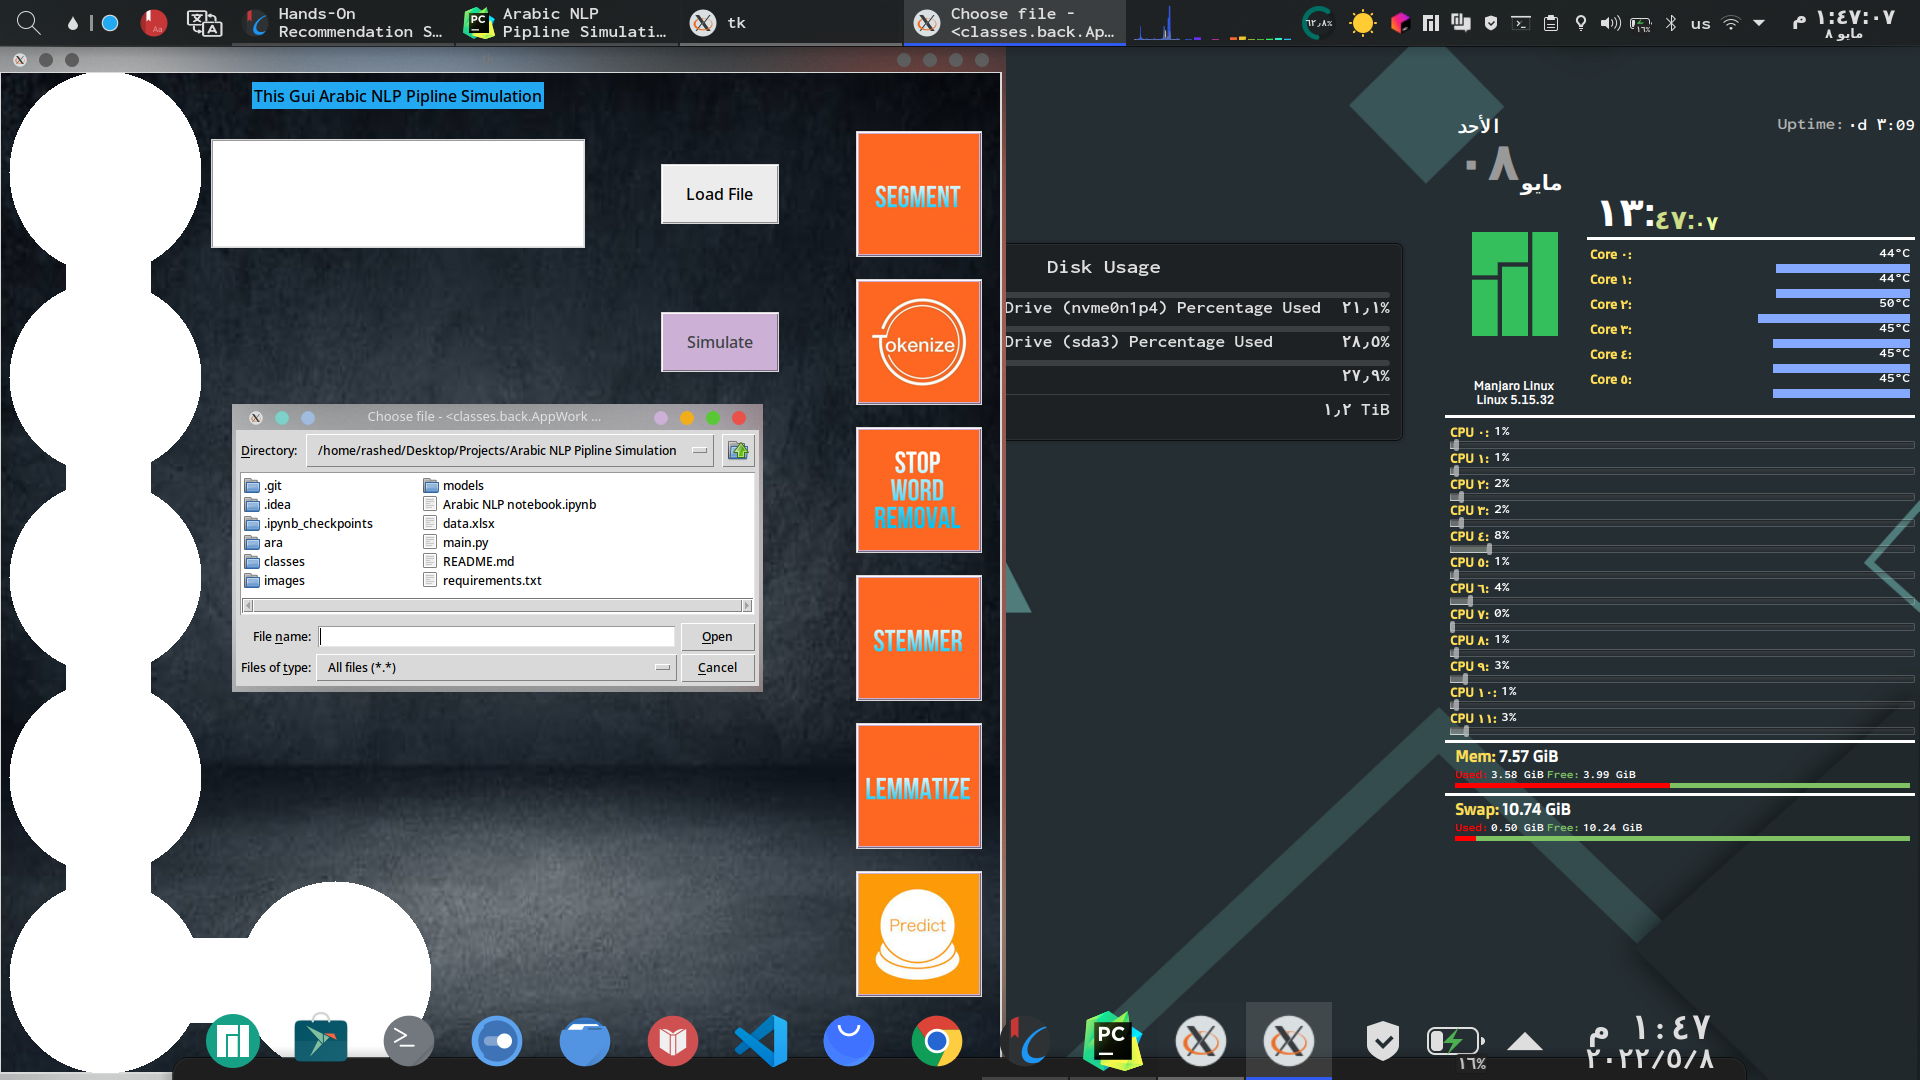 Hands-On
Recommendation S...
Arabic NLP
Pipline Simulati...
tk
Choose file -
<classes.back.Ap...
٦٢٫٨%
١٦%
us
١:٤٧:٠٧ م
مايو ٨
This Gui Arabic NLP Pipline Simulation
Load File
Simulate
SEGMENT
Tokenize
STOP
WORD
REMOVAL
STEMMER
LEMMATIZE
Predict
Choose file - <classes.back.AppWork ...
Directory:
/home/rashed/Desktop/Projects/Arabic NLP Pipline Simulation
.git
.idea
.ipynb_checkpoints
ara
classes
images
models
Arabic NLP notebook.ipynb
data.xlsx
main.py
README.md
requirements.txt
File name:
Open
Files of type:
All files (*.*)
Cancel
Disk Usage
Drive (nvme0n1p4) Percentage Used ٢١٫١%
Drive (sda3) Percentage Used ٢٨٫٥%
٢٧٫٩%
١٫٢ TiB
الأحد
٠٨
مايو
Uptime: ٠d ٣:09
١٣:٤٧:٠٧
Manjaro Linux
Linux 5.15.32
Core ٠: 44°C
Core ١: 44°C
Core ٢: 50°C
Core ٣: 45°C
Core ٤: 45°C
Core ٥: 45°C
CPU ٠: 1%
CPU ١: 1%
CPU ٢: 2%
CPU ٣: 2%
CPU ٤: 8%
CPU ٥: 1%
CPU ٦: 4%
CPU ٧: 0%
CPU ٨: 1%
CPU ٩: 3%
CPU ١٠: 1%
CPU ١١: 3%
Mem: 7.57 GiB
Used: 3.58 GiB Free: 3.99 GiB
Swap: 10.74 GiB
Used: 0.50 GiB Free: 10.24 GiB
PC
١٦%
١:٤٧ م
٢٠٢٢/٥/٨